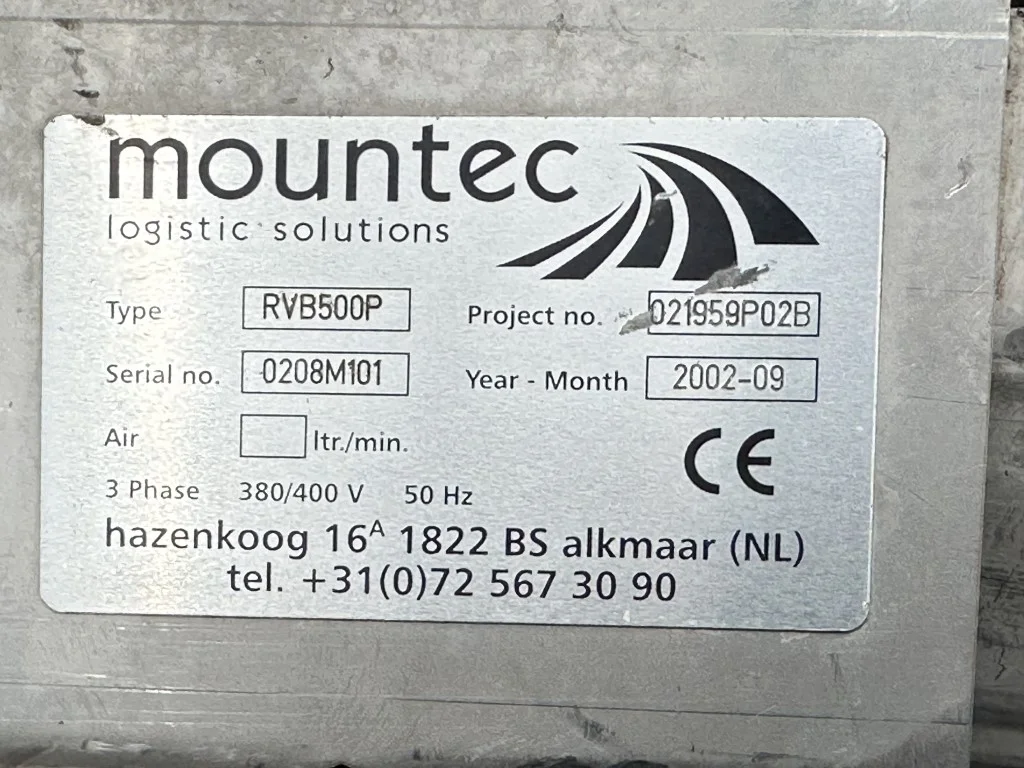 mountec
logistic solutions
Type RVB500P Project no. 021959P02B
Serial no. 0208M101 Year - Month 2002-09
Air ltr./min. CE
3 Phase 380/400 V 50 Hz
hazenkoog 16ᴬ 1822 BS alkmaar (NL)
tel. +31(0)72 567 30 90